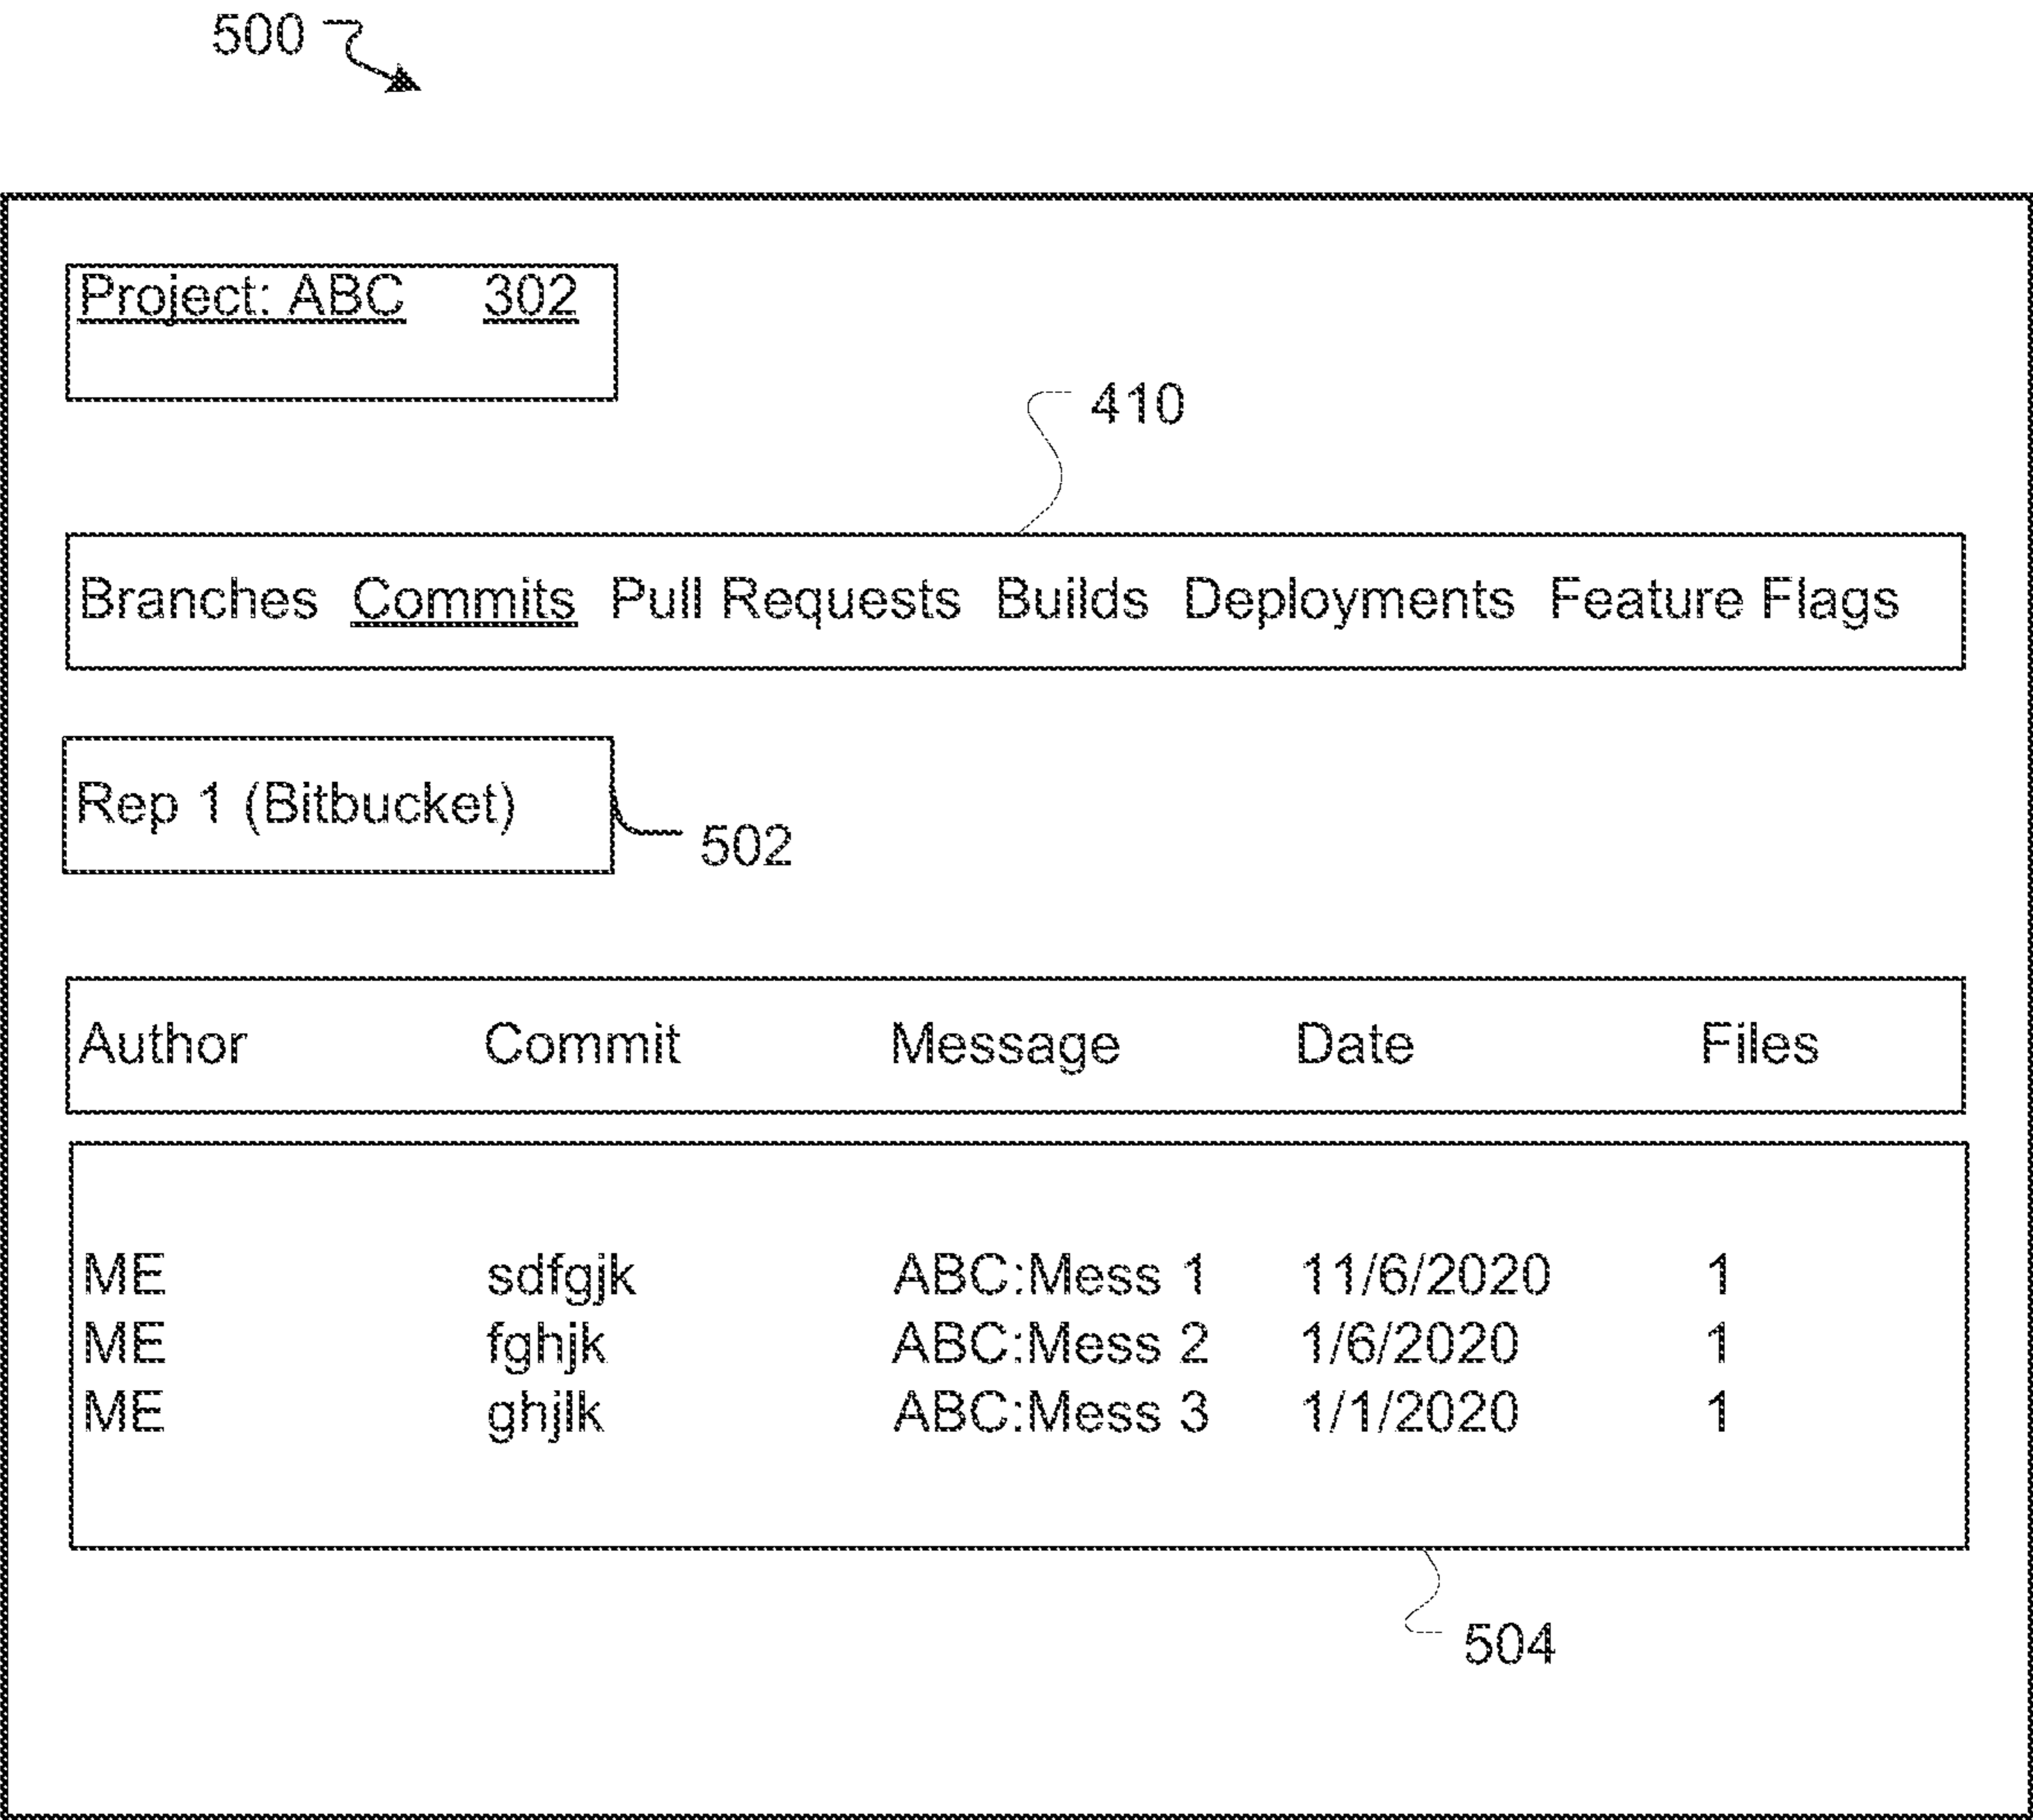 500
Project: ABC 302
410
Branches Commits Pull Requests Builds Deployments Feature Flags
Rep 1 (Bitbucket)
502
Author Commit Message Date Files
ME sdfgjk ABC:Mess 1 11/6/2020 1
ME fghjk ABC:Mess 2 1/6/2020 1
ME ghjlk ABC:Mess 3 1/1/2020 1
504